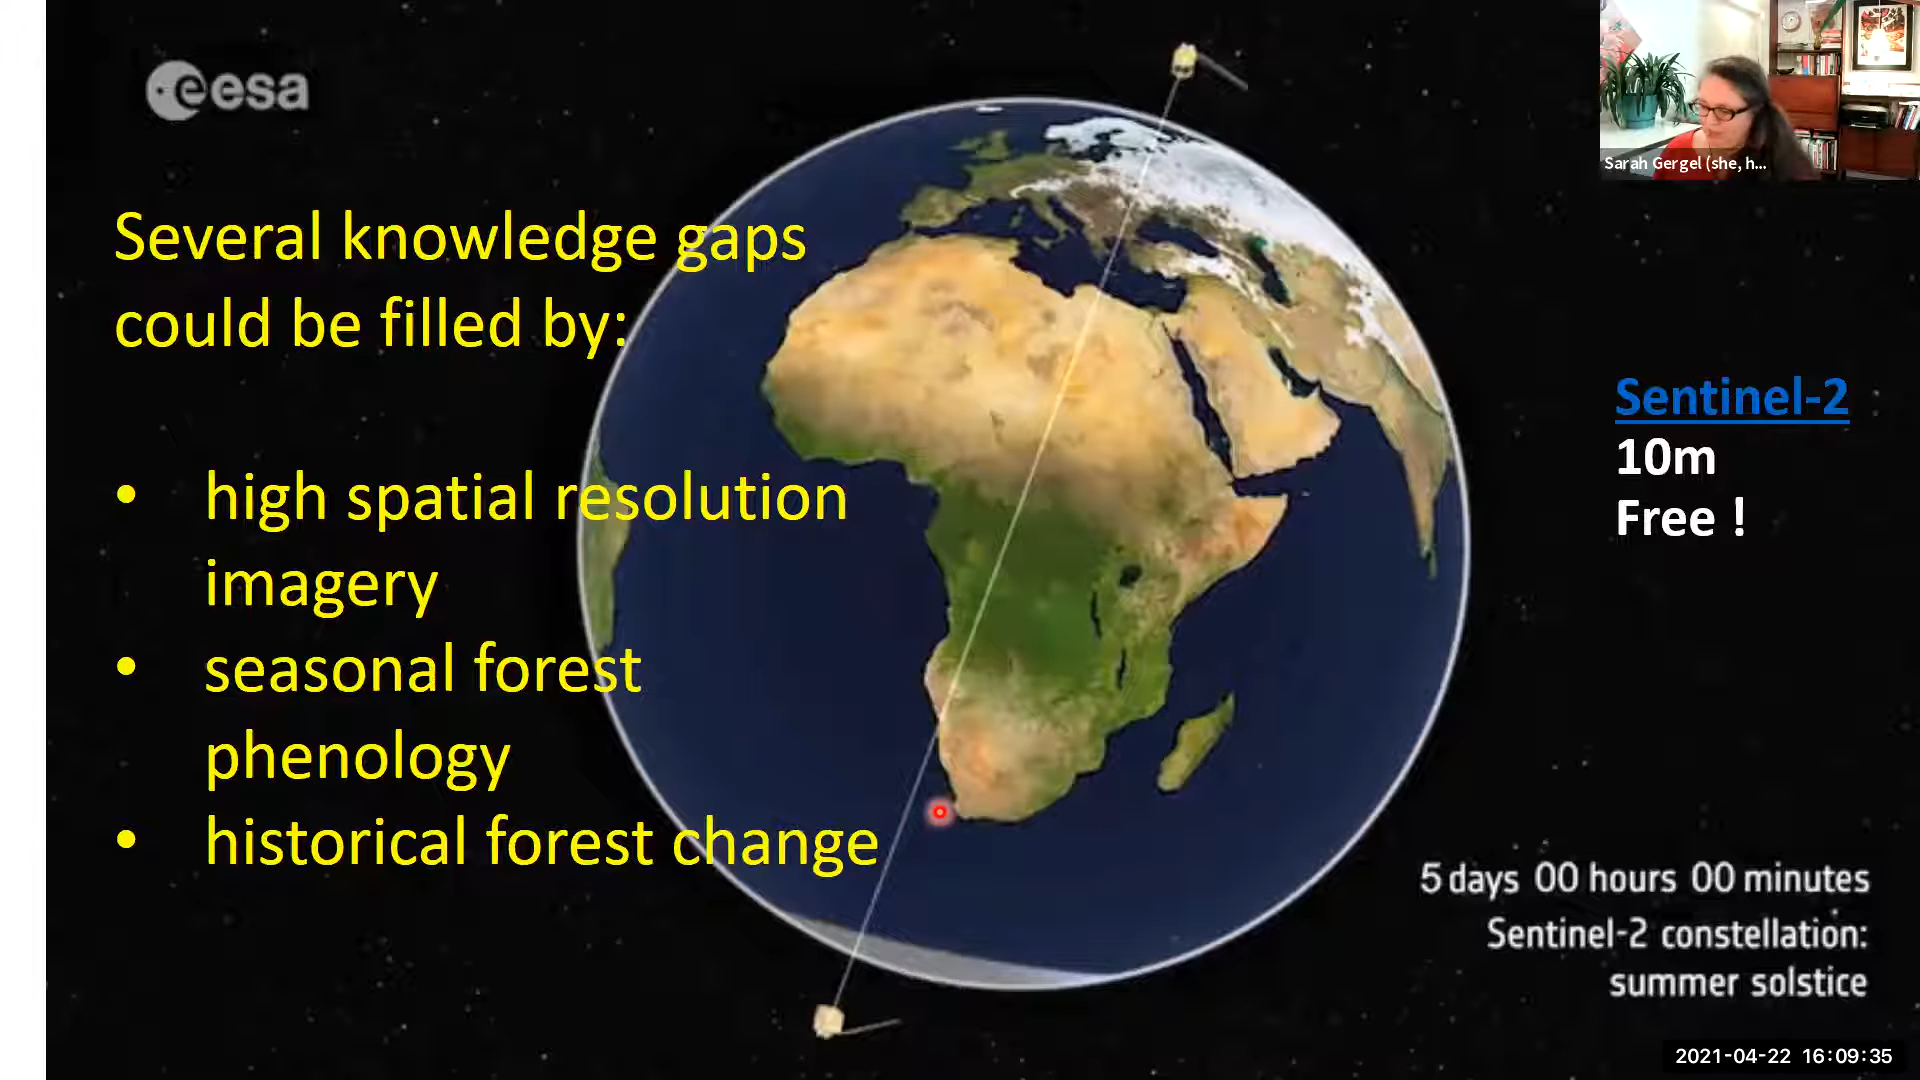 esa
Sarah Gergel (she, h...
Several knowledge gaps
could be filled by:
• high spatial resolution
imagery
• seasonal forest
phenology
• historical forest change
Sentinel-2
10m
Free !
5 days 00 hours 00 minutes
Sentinel-2 constellation:
summer solstice
2021-04-22 16:09:35